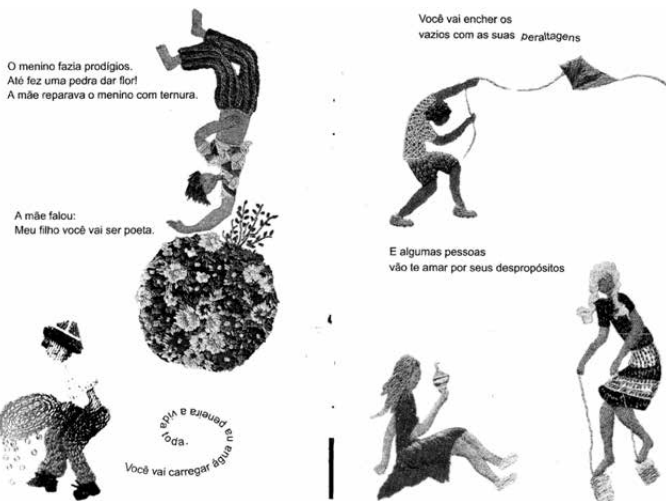 O menino fazia prodígios.
Até fez uma pedra dar flor!
A mãe reparava o menino com ternura.
A mãe falou:
Meu filho você vai ser poeta.
Você vai carregar água na peneira a vida
toda.
Você vai encher os
vazios com as suas peraltagens
E algumas pessoas
vão te amar por seus despropósitos